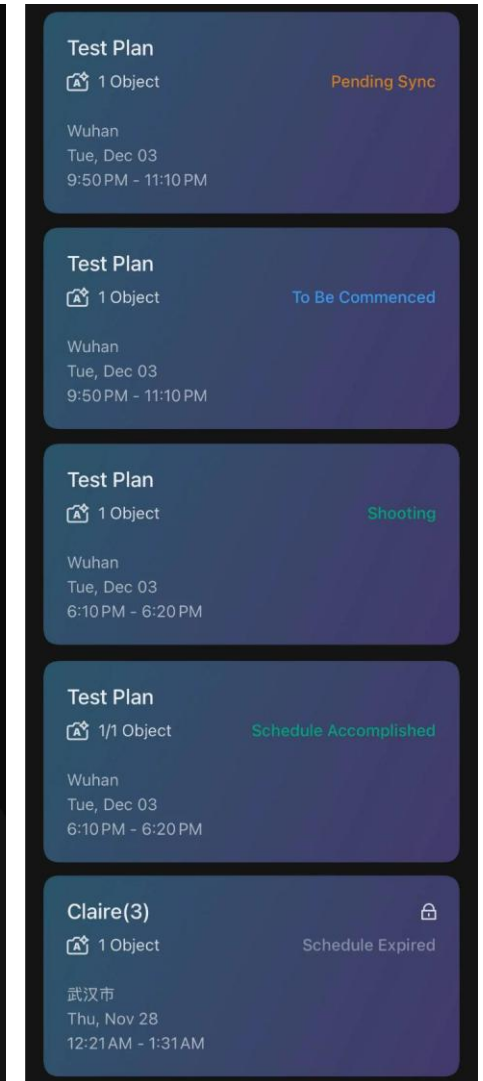 Test Plan
1 Object Pending Sync
Wuhan
Tue, Dec 03
9:50 PM - 11:10 PM
Test Plan
1 Object To Be Commenced
Wuhan
Tue, Dec 03
9:50 PM - 11:10 PM
Test Plan
1 Object Shooting
Wuhan
Tue, Dec 03
6:10 PM - 6:20 PM
Test Plan
1/1 Object Schedule Accomplished
Wuhan
Tue, Dec 03
6:10 PM - 6:20 PM
Claire(3)
1 Object Schedule Expired
武汉市
Thu, Nov 28
12:21 AM - 1:31 AM